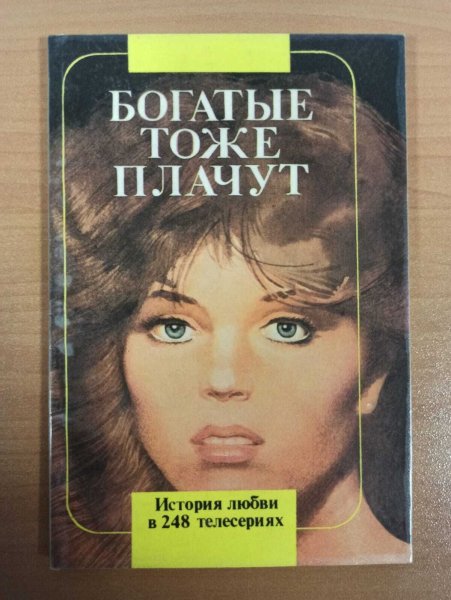 БОГАТЫЕ
ТОЖЕ
ПЛАЧУТ
История любви
в 248 телесериях